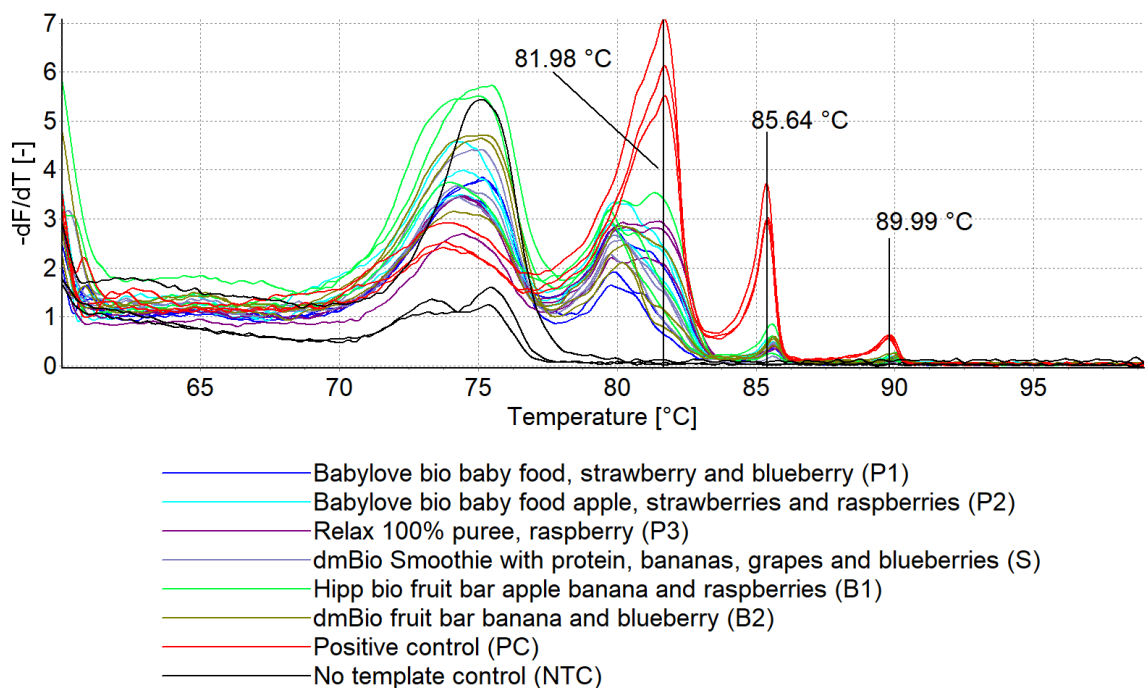 7
6
5
4
3
2
1
0
-dF/dT [-]
81.98 °C
85.64 °C
89.99 °C
65 70 75 80 85 90 95
Temperature [°C]
Babylove bio baby food, strawberry and blueberry (P1)
Babylove bio baby food apple, strawberries and raspberries (P2)
Relax 100% puree, raspberry (P3)
dmBio Smoothie with protein, bananas, grapes and blueberries (S)
Hipp bio fruit bar apple banana and raspberries (B1)
dmBio fruit bar banana and blueberry (B2)
Positive control (PC)
No template control (NTC)